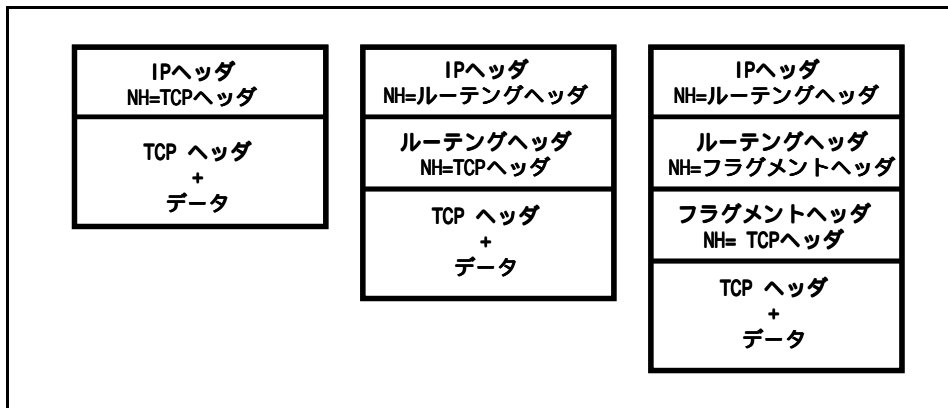 IPヘッダ
NH=TCPヘッダ
TCP ヘッダ
+
データ
IPヘッダ
NH=ルーテングヘッダ
ルーテングヘッダ
NH=TCPヘッダ
TCP ヘッダ
+
データ
IPヘッダ
NH=ルーテングヘッダ
ルーテングヘッダ
NH=フラグメントヘッダ
フラグメントヘッダ
NH= TCPヘッダ
TCP ヘッダ
+
データ